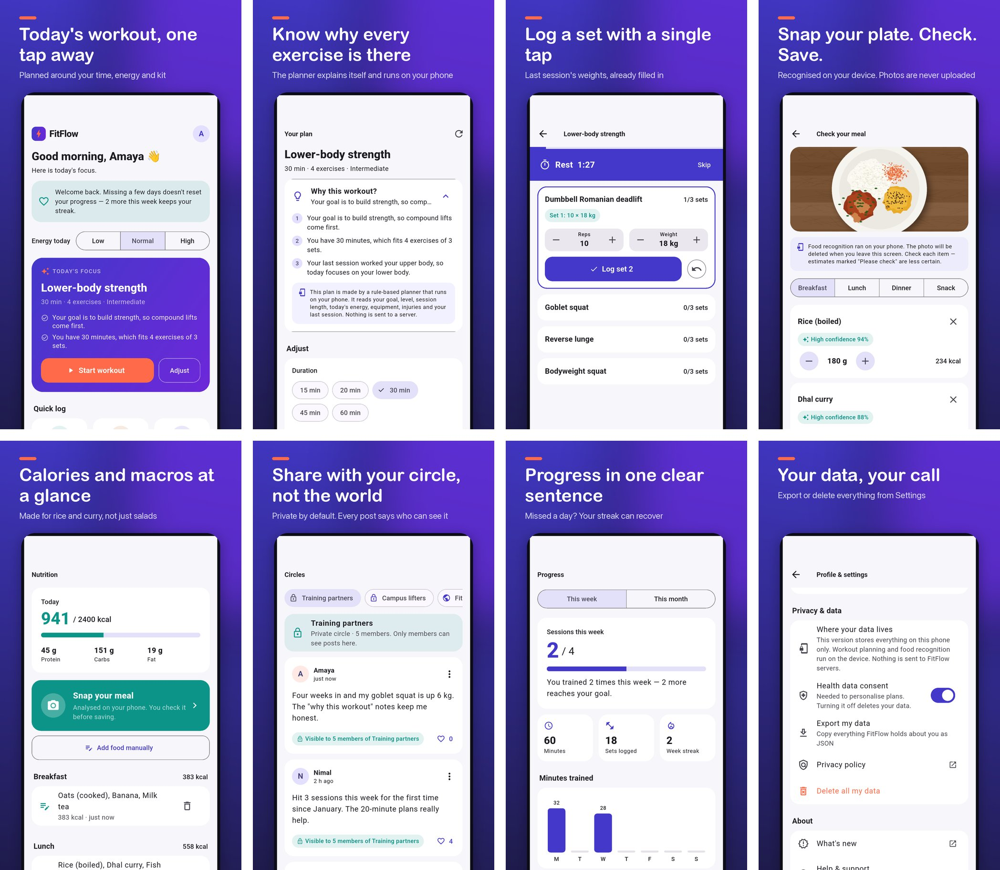 Today's workout, one
tap away
Planned around your time, energy and kit
FitFlow
A
Good morning, Amaya 👋
Here is today's focus.
Welcome back. Missing a few days doesn't reset
your progress — 2 more this week keeps your
streak.
Energy today
Low
Normal
High
TODAY'S FOCUS
Lower-body strength
30 min · 4 exercises · Intermediate
Your goal is to build strength, so compound lifts
come first.
You have 30 minutes, which fits 4 exercises of 3
sets.
Start workout
Adjust
Quick log
Know why every
exercise is there
The planner explains itself and runs on your phone
Your plan
Lower-body strength
30 min · 4 exercises · Intermediate
Why this workout?
Your goal is to build strength, so comp...
1 Your goal is to build strength, so compound lifts
come first.
2 You have 30 minutes, which fits 4 exercises of 3
sets.
3 Your last session worked your upper body, so
today focuses on your lower body.
This plan is made by a rule-based planner that runs
on your phone. It reads your goal, level, session
length, today's energy, equipment, injuries and your
last session. Nothing is sent to a server.
Adjust
Duration
15 min
20 min
30 min
45 min
60 min
Log a set with a single
tap
Last session's weights, already filled in
Lower-body strength
Rest 1:27
Skip
Dumbbell Romanian deadlift
1/3 sets
Set 1: 10 × 18 kg
Reps
10
Weight
18 kg
Log set 2
Goblet squat
0/3 sets
Reverse lunge
0/3 sets
Bodyweight squat
0/3 sets
Snap your plate. Check.
Save.
Recognised on your device. Photos are never uploaded
Check your meal
Food recognition ran on your phone. The photo will be
deleted when you leave this screen. Check each item —
estimates marked "Please check" are less certain.
Breakfast
Lunch
Dinner
Snack
Rice (boiled)
High confidence 94%
180 g
234 kcal
Dhal curry
High confidence 88%
Calories and macros at
a glance
Made for rice and curry, not just salads
Nutrition
Today
941 / 2400 kcal
45 g
Protein
151 g
Carbs
19 g
Fat
Snap your meal
Analysed on your phone. You check it
before saving.
Add food manually
Breakfast
383 kcal
Oats (cooked), Banana, Milk
tea
383 kcal · just now
Lunch
558 kcal
Rice (boiled), Dhal curry, Fish
Share with your circle,
not the world
Private by default. Every post says who can see it
Circles
Training partners
Campus lifters
Fit
Training partners
Private circle · 5 members. Only members can
see posts here.
A
Amaya
just now
Four weeks in and my goblet squat is up 6 kg.
The "why this workout" notes keep me
honest.
Visible to 5 members of Training partners
0
N
Nimal
2 h ago
Hit 3 sessions this week for the first time
since January. The 20-minute plans really
help.
Visible to 5 members of Training partners
4
Progress in one clear
sentence
Missed a day? Your streak can recover
Progress
This week
This month
Sessions this week
2 / 4
You trained 2 times this week — 2 more
reaches your goal.
60
Minutes
18
Sets logged
2
Week streak
Minutes trained
32
28
M T W T F S S
Your data, your call
Export or delete everything from Settings
Profile & settings
Privacy & data
Where your data lives
This version stores everything on this phone
only. Workout planning and food recognition
run on the device. Nothing is sent to FitFlow
servers.
Health data consent
Needed to personalise plans.
Turning it off deletes your data.
Export my data
Copy everything FitFlow holds about you as
JSON
Privacy policy
Delete all my data
About
What's new
Help & support